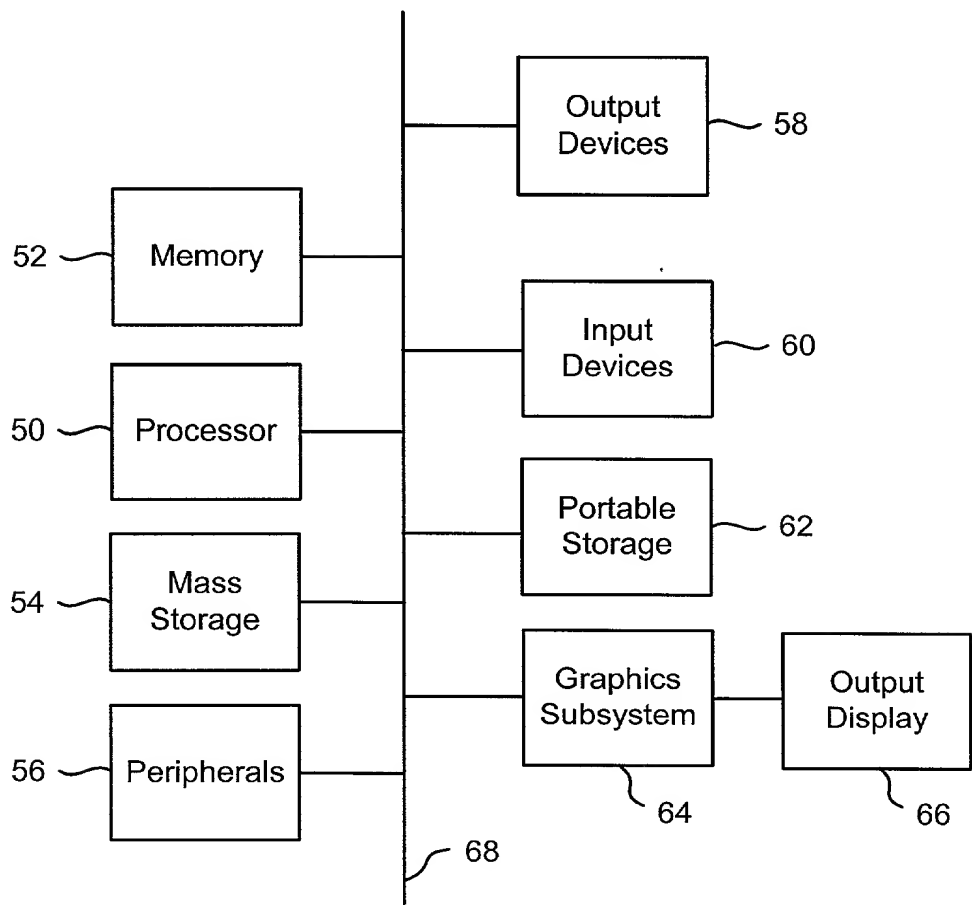 Output
Devices
58
52
Memory
Input
Devices
60
50
Processor
Portable
Storage
62
54
Mass
Storage
Graphics
Subsystem
Output
Display
56
Peripherals
64
66
68